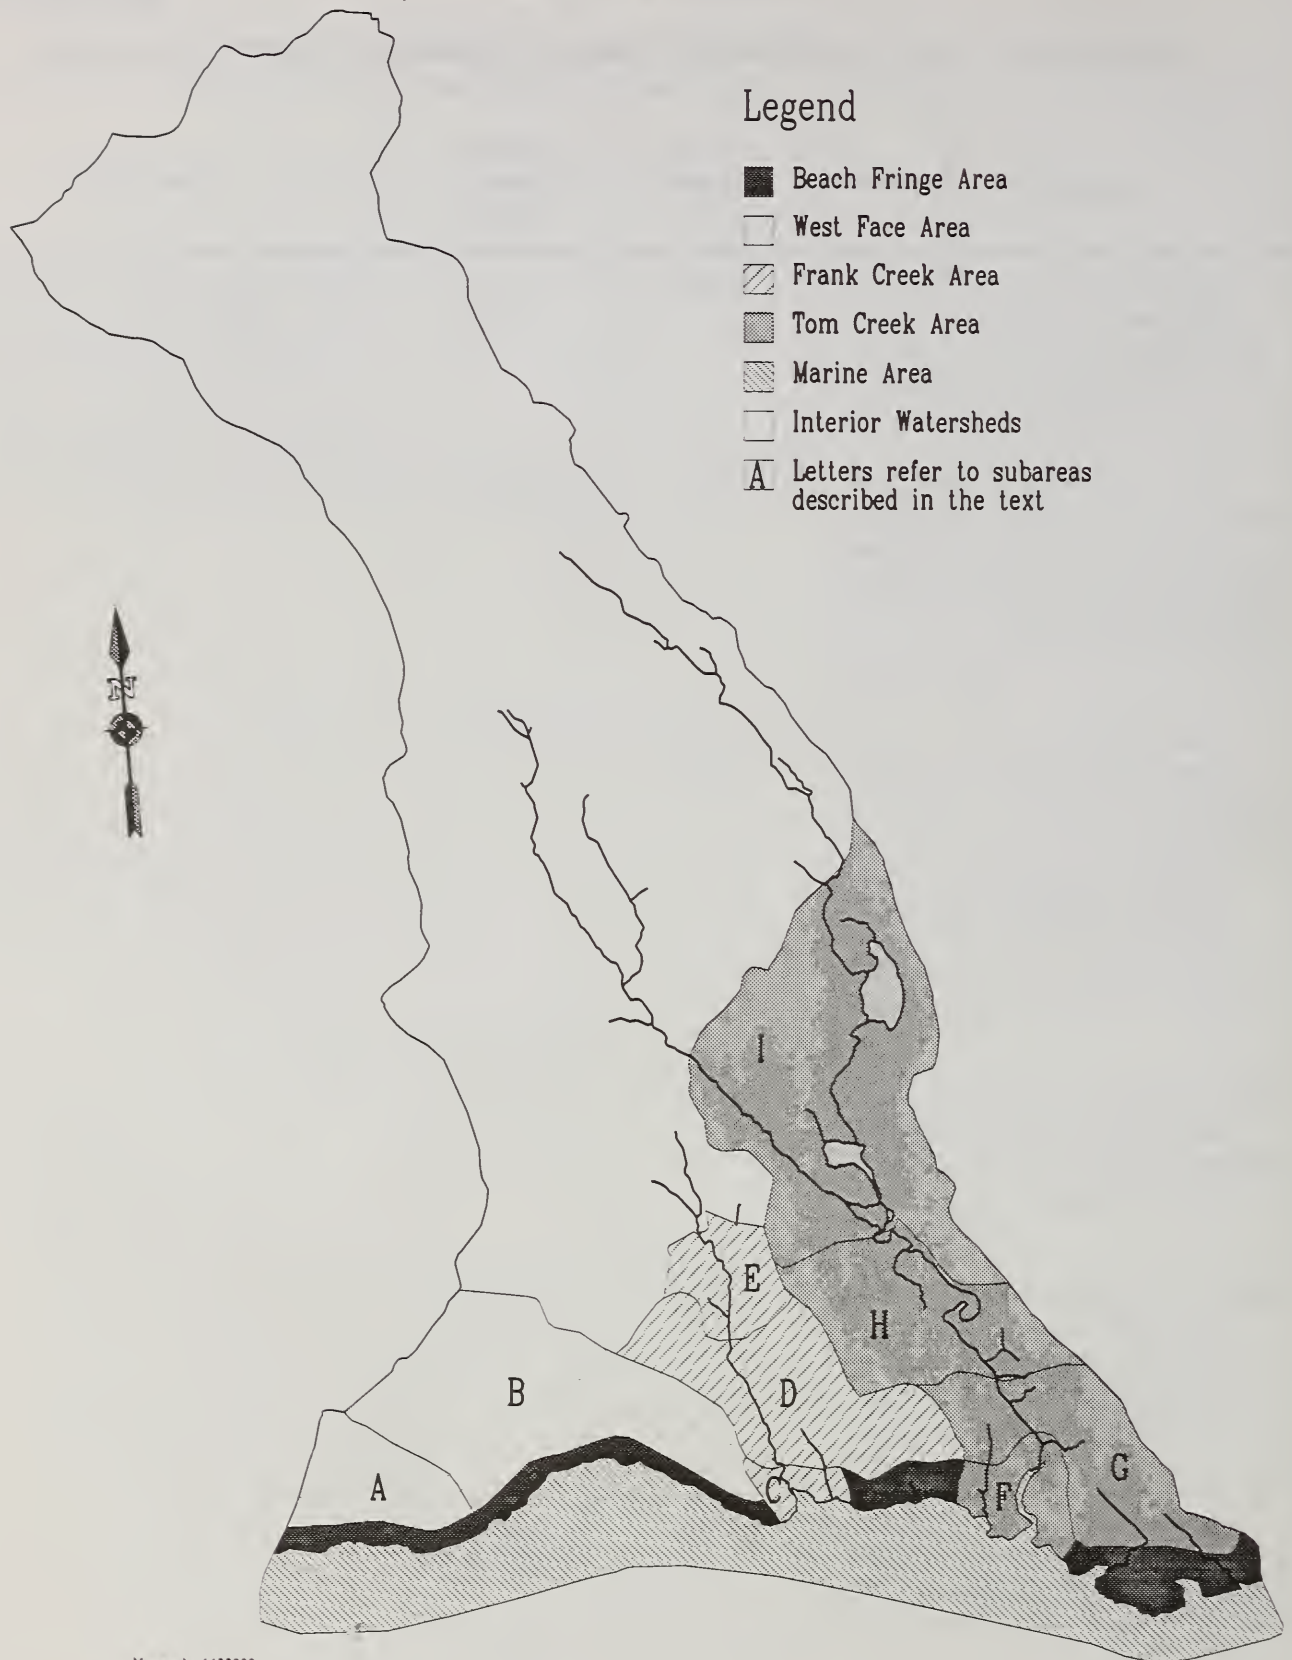 Legend
Beach Fringe Area
West Face Area
Frank Creek Area
Tom Creek Area
Marine Area
Interior Watersheds
A Letters refer to subareas
described in the text
N
I
E
H
D
B
A
C
F
G